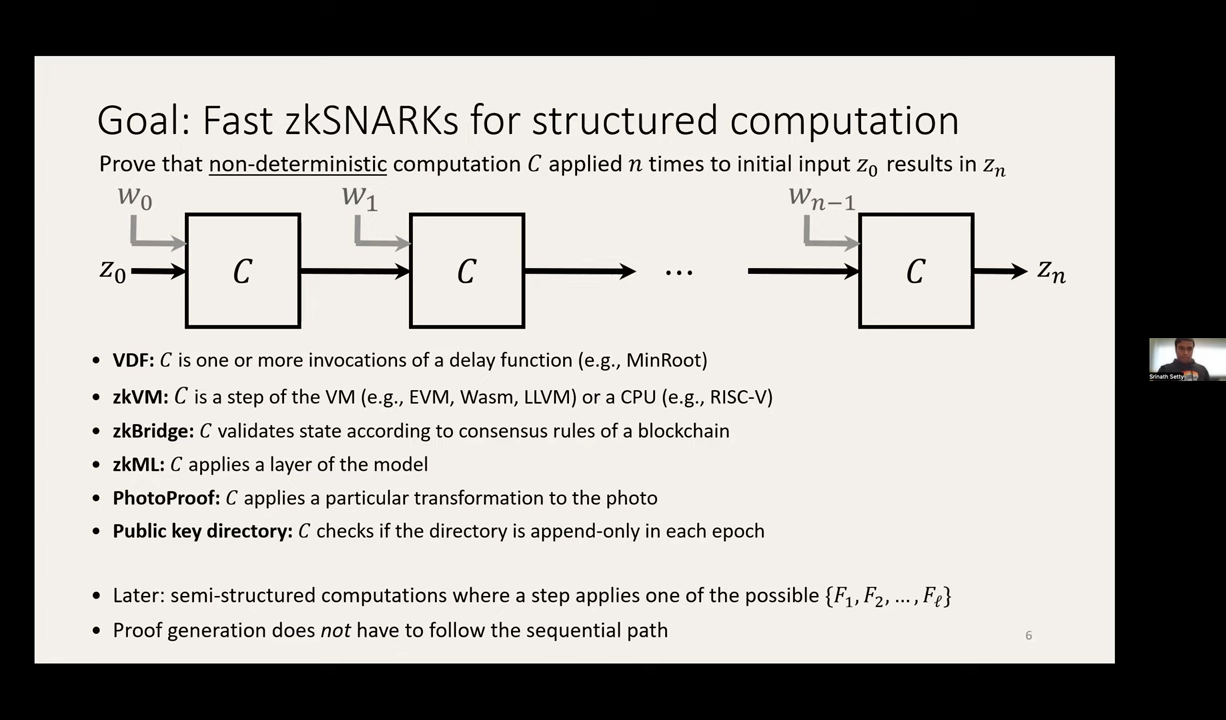 Goal: Fast zkSNARKs for structured computation
Prove that non-deterministic computation C applied n times to initial input z₀ results in zₙ
w₀ w₁ wₙ₋₁
z₀ C C ⋯ C zₙ
• VDF: C is one or more invocations of a delay function (e.g., MinRoot)
• zkVM: C is a step of the VM (e.g., EVM, Wasm, LLVM) or a CPU (e.g., RISC-V)
• zkBridge: C validates state according to consensus rules of a blockchain
• zkML: C applies a layer of the model
• PhotoProof: C applies a particular transformation to the photo
• Public key directory: C checks if the directory is append-only in each epoch
• Later: semi-structured computations where a step applies one of the possible {F₁, F₂, … , Fℓ}
• Proof generation does not have to follow the sequential path
6
Srinath Setty